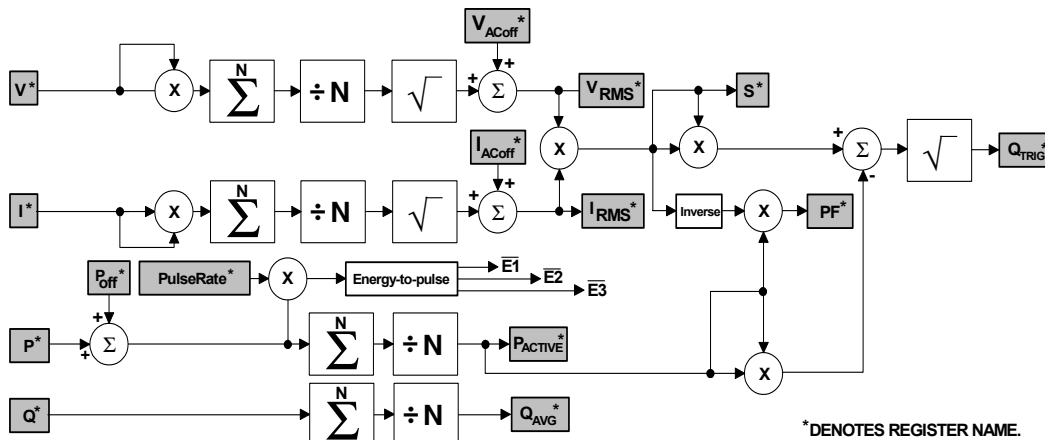 VACoff*
V*
X
N
Σ
÷N
√
+
+
Σ
VRMS*
S*
IACoff*
X
X
+
Σ
-
√
QTRIG*
I*
X
N
Σ
÷N
√
+
+
Σ
IRMS*
Inverse
X
PF*
Poff*
PulseRate*
X
Energy-to-pulse
E1
E2
E3
P*
+
+
Σ
N
Σ
÷N
PACTIVE*
X
Q*
N
Σ
÷N
QAVG*
*DENOTES REGISTER NAME.